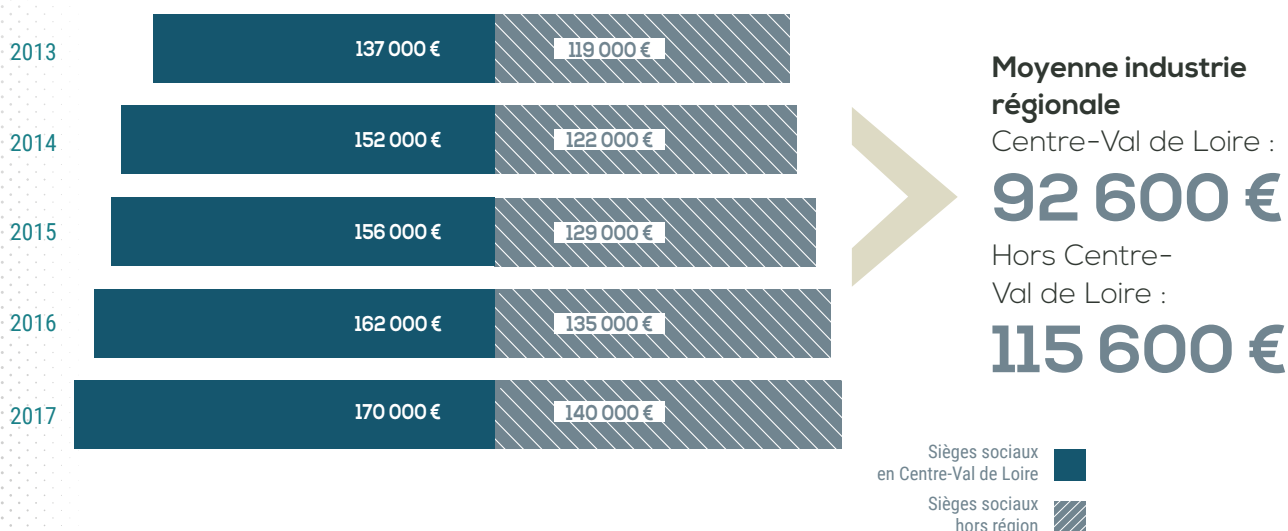 2013
137 000 €
119 000 €
2014
152 000 €
122 000 €
2015
156 000 €
129 000 €
2016
162 000 €
135 000 €
2017
170 000 €
140 000 €
Moyenne industrie
régionale
Centre-Val de Loire :
92 600 €
Hors Centre-
Val de Loire :
115 600 €
Sièges sociaux
en Centre-Val de Loire
Sièges sociaux
hors région